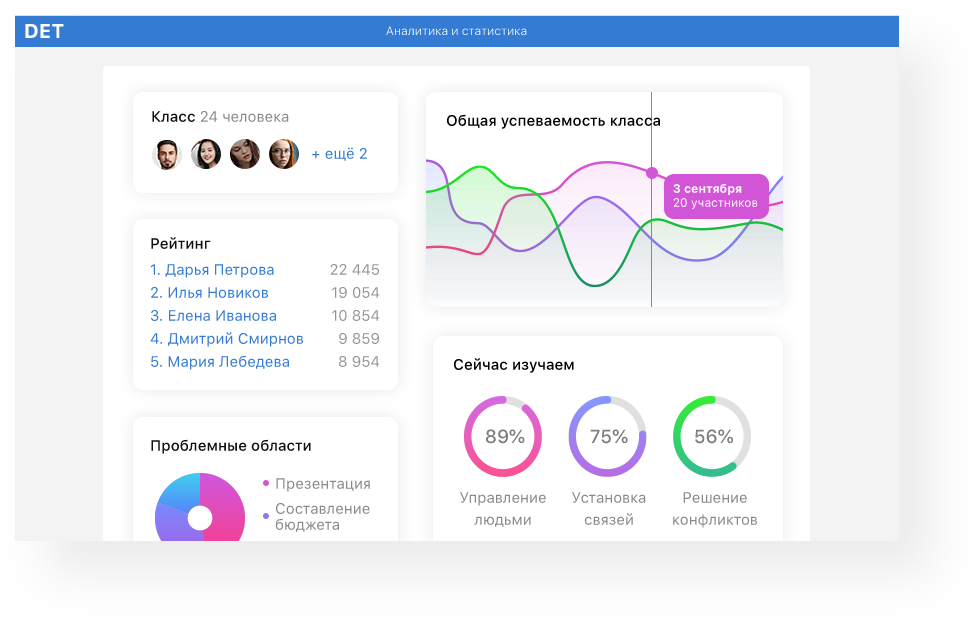 DET
Аналитика и статистика
Класс 24 человека
+ ещё 2
Рейтинг
1. Дарья Петрова 22 445
2. Илья Новиков 19 054
3. Елена Иванова 10 854
4. Дмитрий Смирнов 9 859
5. Мария Лебедева 8 954
Проблемные области
Презентация
Составление
бюджета
Общая успеваемость класса
3 сентября
20 участников
Сейчас изучаем
89% 75% 56%
Управление Установка Решение
людьми связей конфликтов